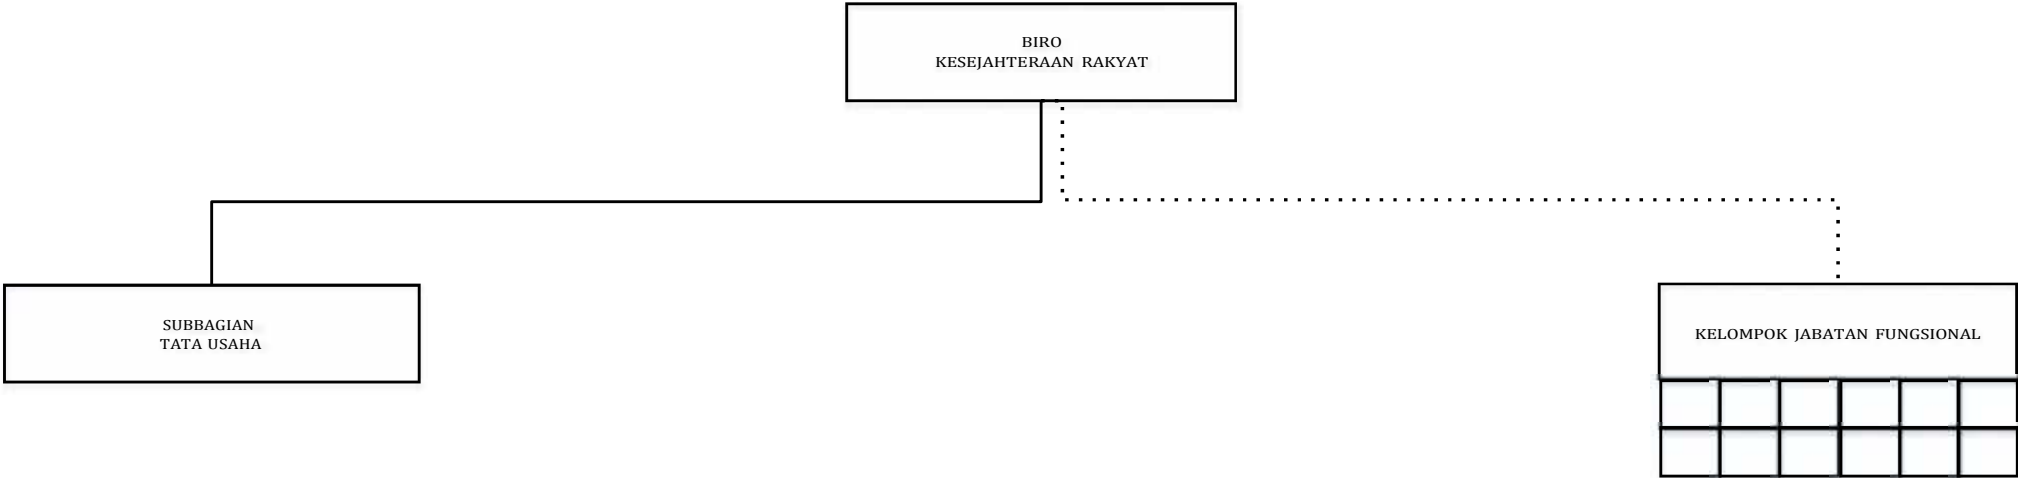 BIRO
KESEJAHTERAAN RAKYAT
SUBBAGIAN
TATA USAHA
KELOMPOK JABATAN FUNGSIONAL